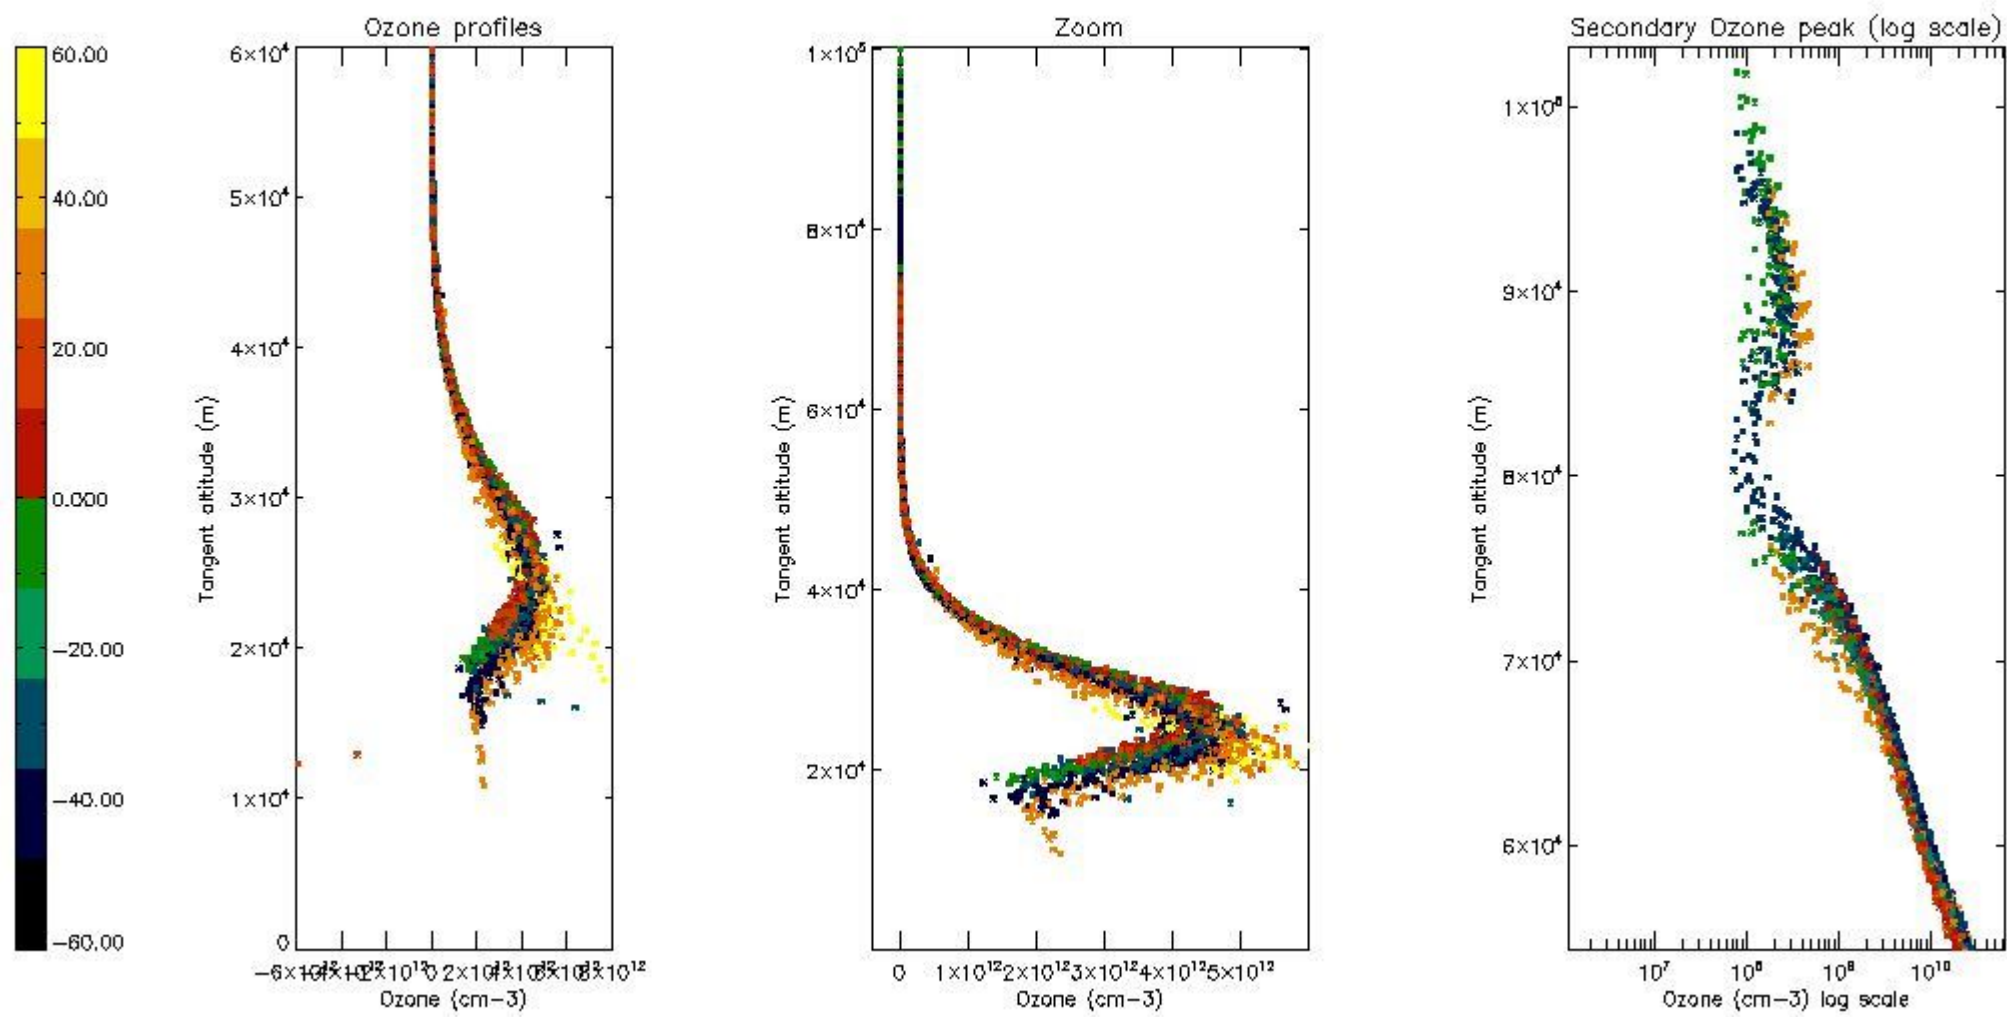 Ozone profiles
Zoom
Secondary Ozone peak (log scale)
60.00
40.00
20.00
0.000
−20.00
−40.00
−60.00
6×10⁴
5×10⁴
4×10⁴
3×10⁴
2×10⁴
1×10⁴
0
Tangent altitude (m)
0
8×10¹²
Ozone (cm−3)
1×10⁵
8×10⁴
6×10⁴
4×10⁴
2×10⁴
Tangent altitude (m)
0 1×10¹² 2×10¹² 3×10¹² 4×10¹² 5×10¹²
Ozone (cm−3)
9×10⁴
8×10⁴
7×10⁴
6×10⁴
Tangent altitude (m)
10⁷ 10⁸ 10⁹ 10¹⁰
Ozone (cm−3) log scale